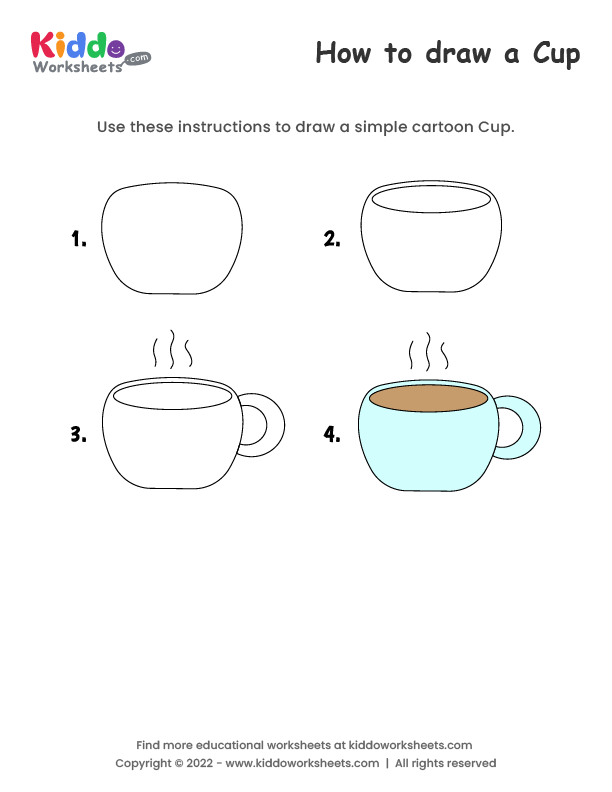 Kiddo
Worksheets
.com
How to draw a Cup
Use these instructions to draw a simple cartoon Cup.
1.
2.
3.
4.
Find more educational worksheets at kiddoworksheets.com
Copyright © 2022 - www.kiddoworksheets.com | All rights reserved